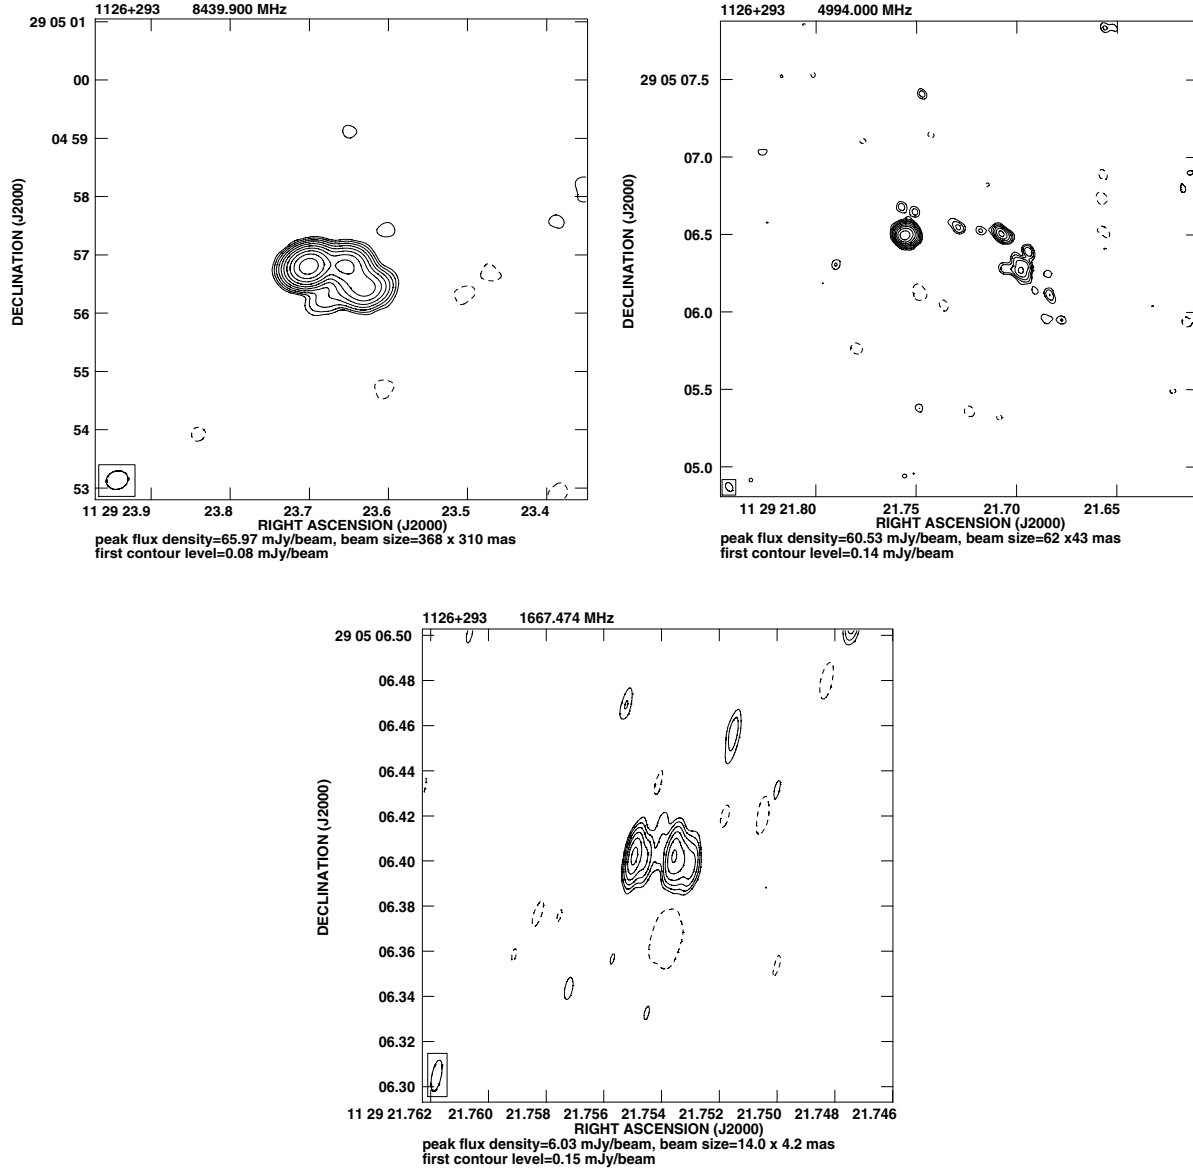 1126+293 8439.900 MHz
29 05 01
00
04 59
58
57
56
55
54
53
DECLINATION (J2000)
11 29 23.9 23.8 23.7 23.6 23.5 23.4
RIGHT ASCENSION (J2000)
peak flux density=65.97 mJy/beam, beam size=368 x 310 mas
first contour level=0.08 mJy/beam
1126+293 4994.000 MHz
29 05 07.5
07.0
06.5
06.0
05.5
05.0
DECLINATION (J2000)
11 29 21.80 21.75 21.70 21.65
RIGHT ASCENSION (J2000)
peak flux density=60.53 mJy/beam, beam size=62 x43 mas
first contour level=0.14 mJy/beam
1126+293 1667.474 MHz
29 05 06.50
06.48
06.46
06.44
06.42
06.40
06.38
06.36
06.34
06.32
06.30
DECLINATION (J2000)
11 29 21.762 21.760 21.758 21.756 21.754 21.752 21.750 21.748 21.746
RIGHT ASCENSION (J2000)
peak flux density=6.03 mJy/beam, beam size=14.0 x 4.2 mas
first contour level=0.15 mJy/beam